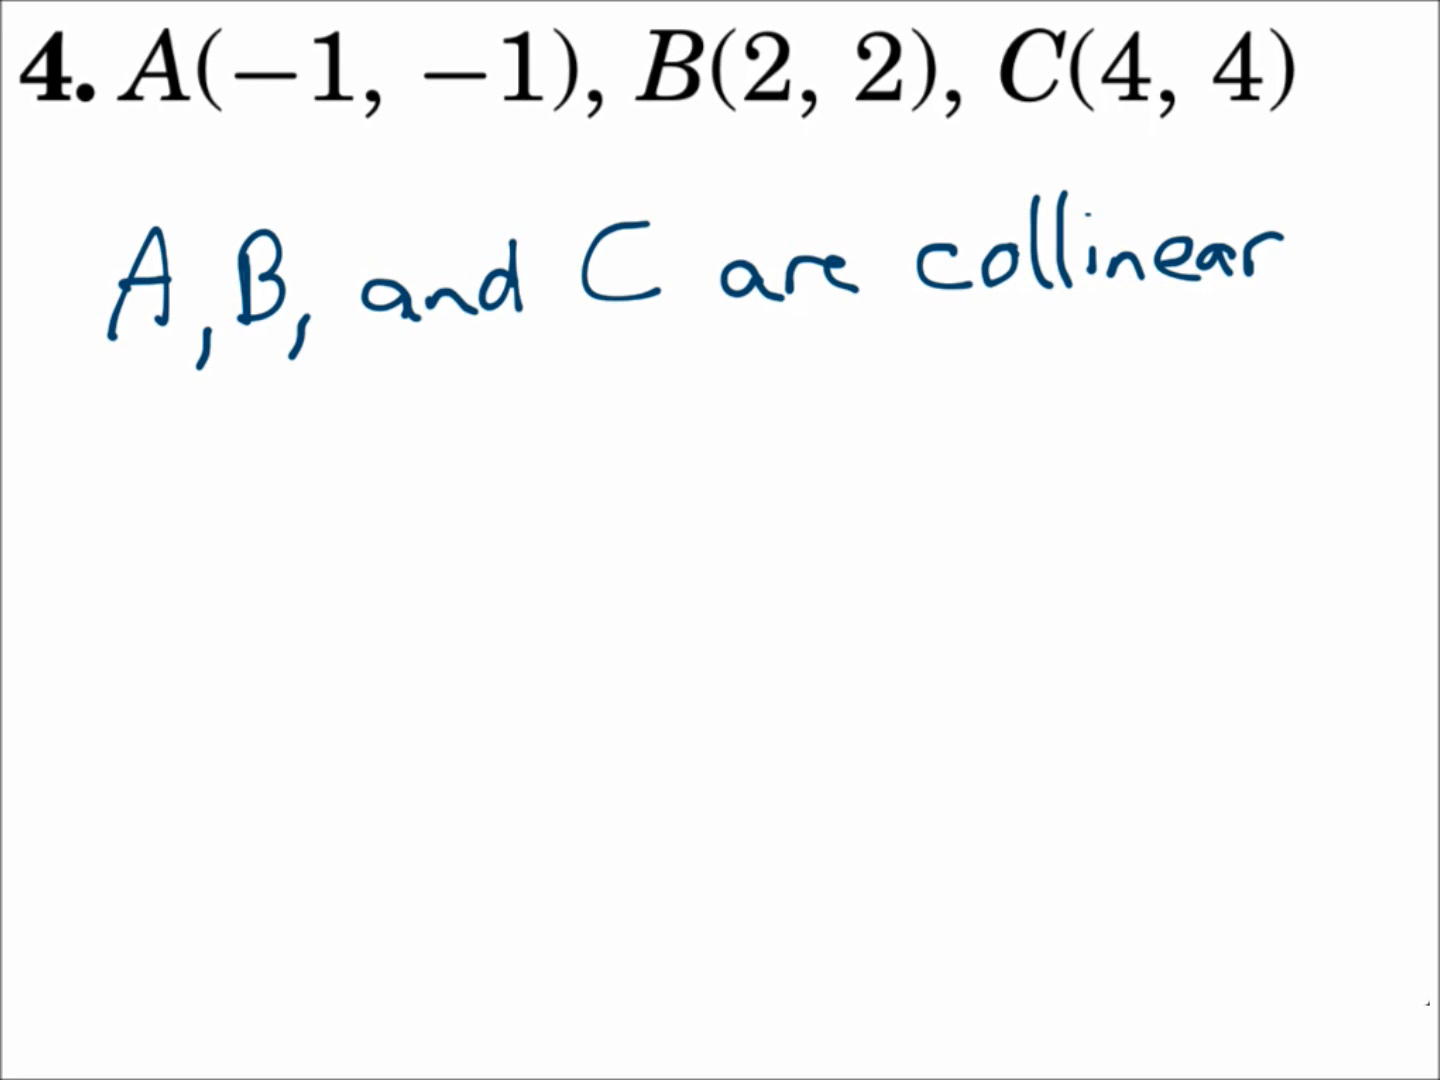 4. A(−1, −1), B(2, 2), C(4, 4)
A, B, and C are collinear